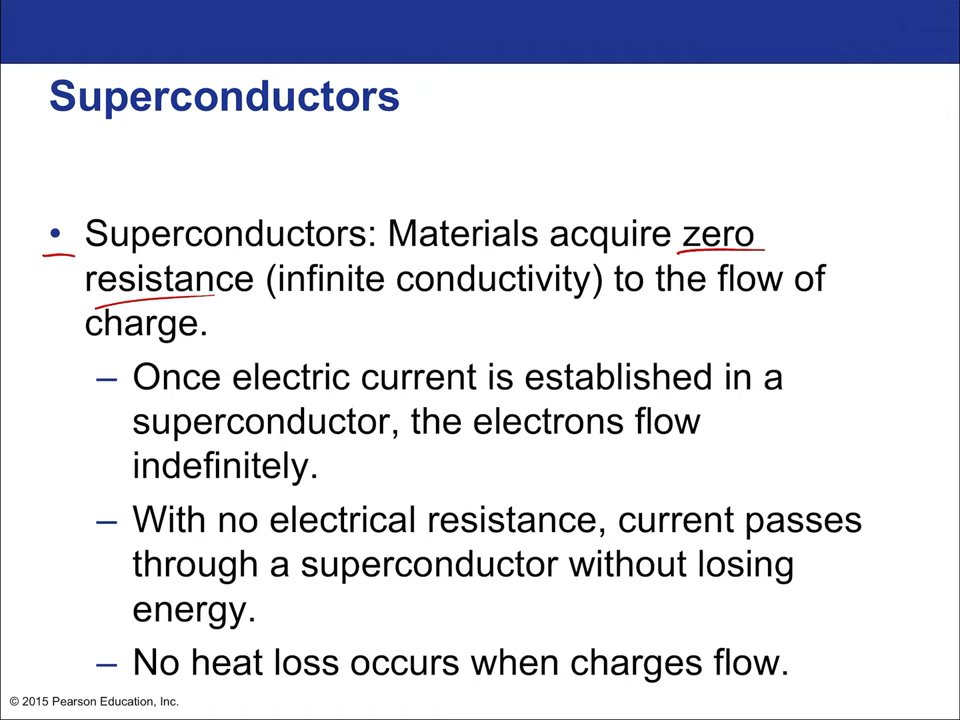 Superconductors
• Superconductors: Materials acquire zero
resistance (infinite conductivity) to the flow of
charge.
– Once electric current is established in a
superconductor, the electrons flow
indefinitely.
– With no electrical resistance, current passes
through a superconductor without losing
energy.
– No heat loss occurs when charges flow.
© 2015 Pearson Education, Inc.